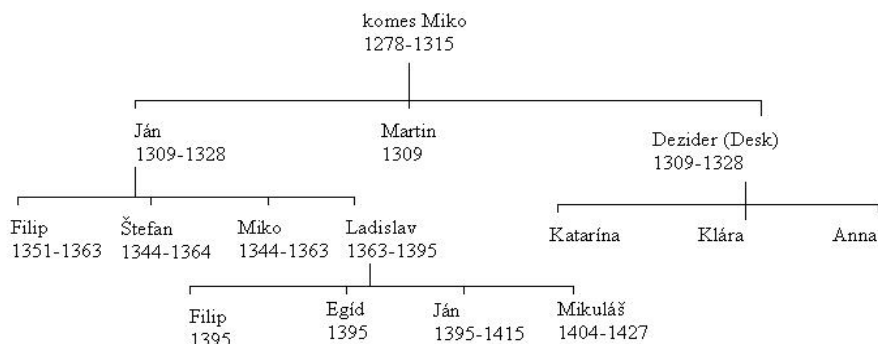 komes Miko
1278-1315
Ján
1309-1328
Martin
1309
Dezider (Desk)
1309-1328
Filip
1351-1363
Štefan
1344-1364
Miko
1344-1363
Ladislav
1363-1395
Katarína
Klára
Anna
Filip
1395
Egíd
1395
Ján
1395-1415
Mikuláš
1404-1427